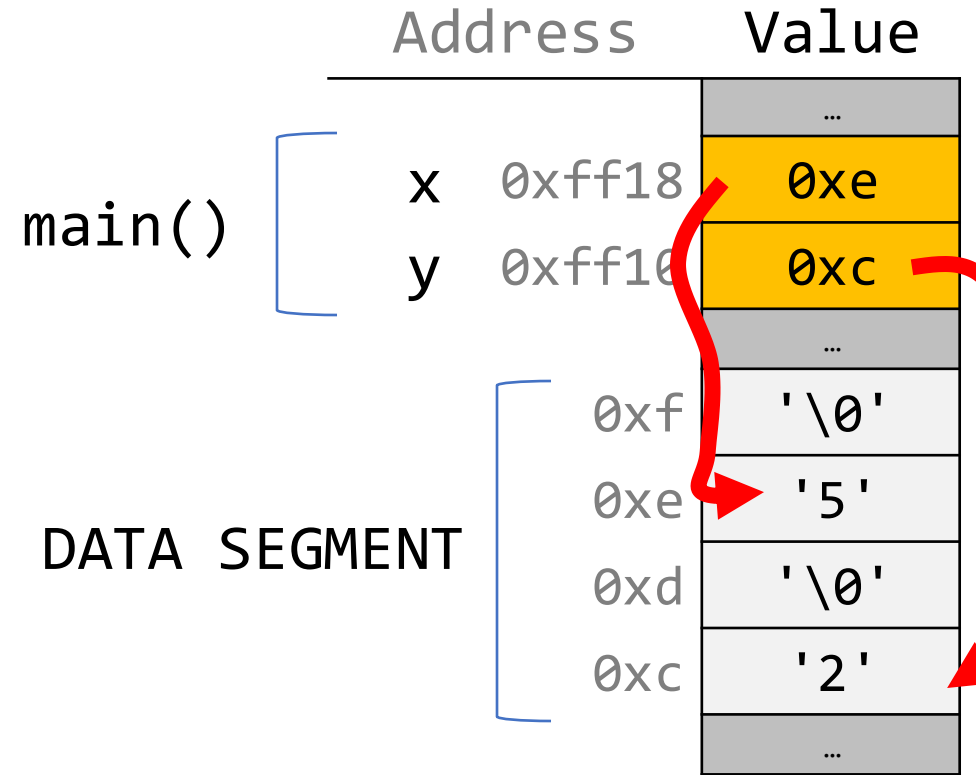 Address Value
…
x 0xff18 0xe
main()
y 0xff10 0xc
…
0xf '\0'
0xe '5'
DATA SEGMENT
0xd '\0'
0xc '2'
…